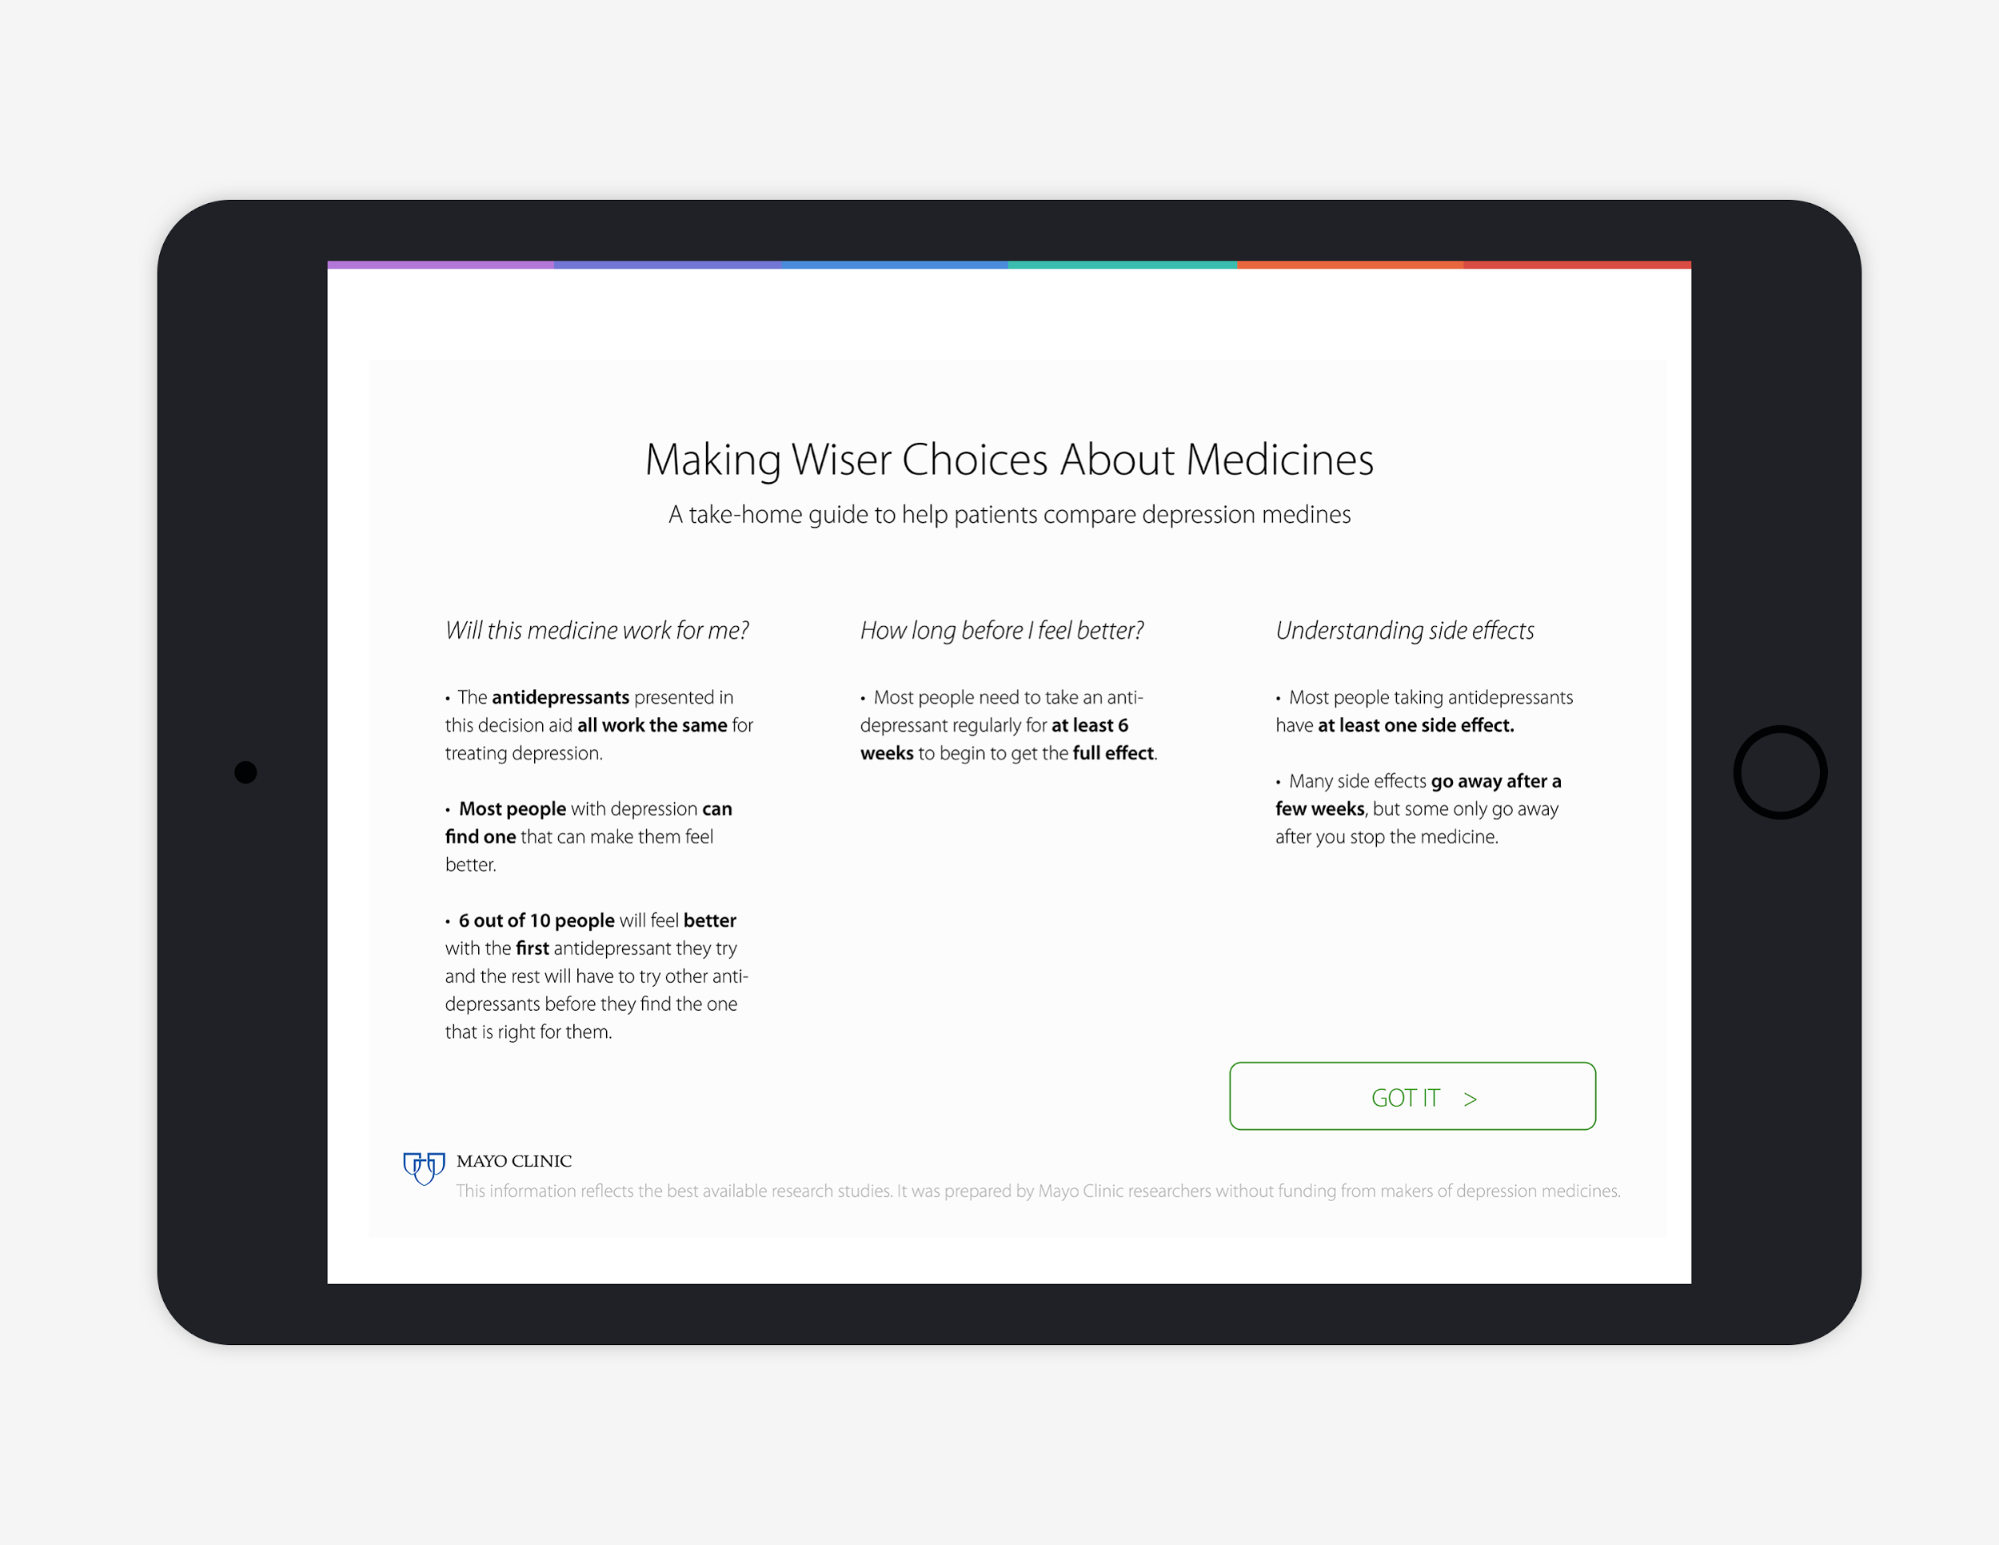 Making Wiser Choices About Medicines
A take-home guide to help patients compare depression medines
Will this medicine work for me?
• The antidepressants presented in
this decision aid all work the same for
treating depression.
• Most people with depression can
find one that can make them feel
better.
• 6 out of 10 people will feel better
with the first antidepressant they try
and the rest will have to try other anti-
depressants before they find the one
that is right for them.
How long before I feel better?
• Most people need to take an anti-
depressant regularly for at least 6
weeks to begin to get the full effect.
Understanding side effects
• Most people taking antidepressants
have at least one side effect.
• Many side effects go away after a
few weeks, but some only go away
after you stop the medicine.
GOT IT >
MAYO CLINIC
This information reflects the best available research studies. It was prepared by Mayo Clinic researchers without funding from makers of depression medicines.